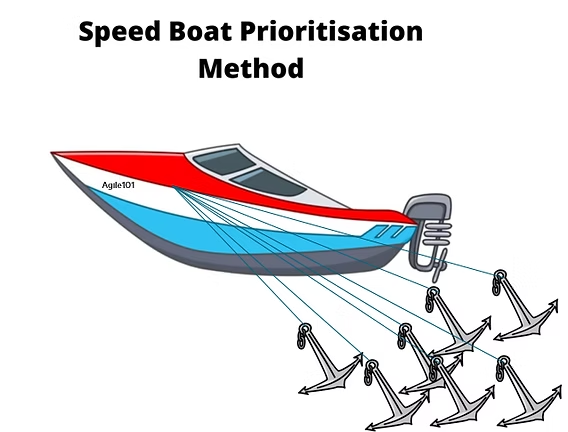 Speed Boat Prioritisation
Method
Agile101